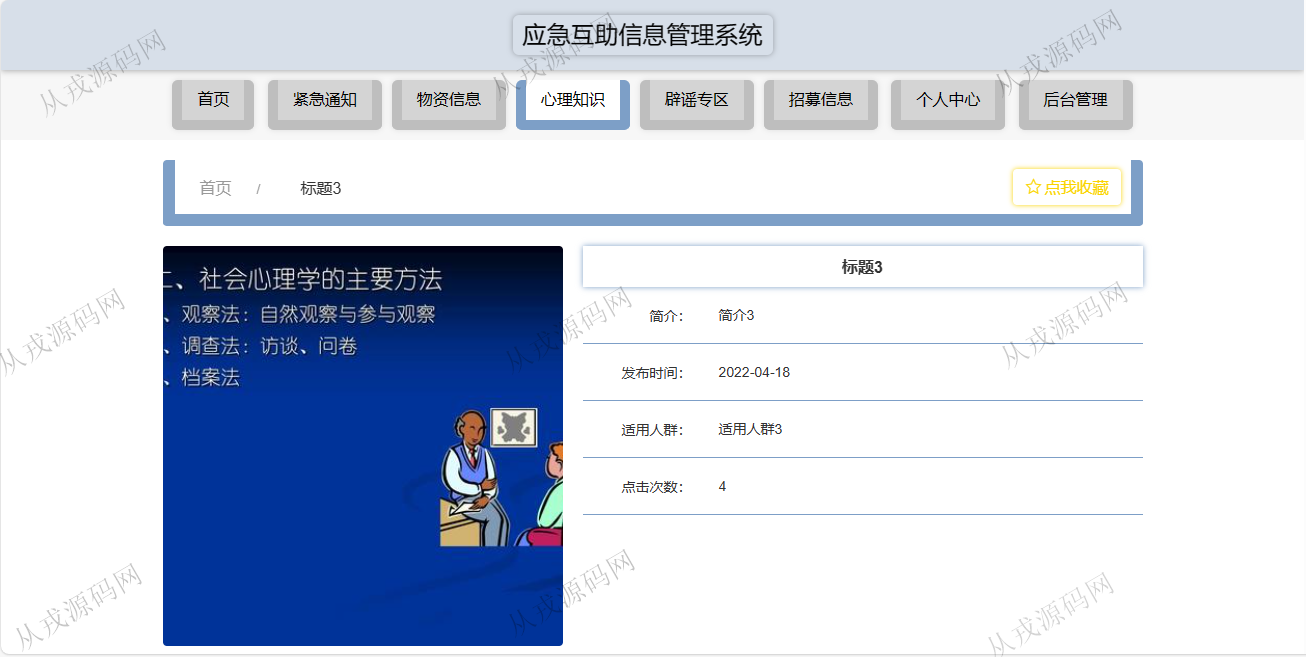 应急互助信息管理系统
首页 紧急通知 物资信息 心理知识 辟谣专区 招募信息 个人中心 后台管理
首页 / 标题3 ☆点我收藏
二、社会心理学的主要方法
、观察法：自然观察与参与观察
、调查法：访谈、问卷
、档案法
标题3
简介： 简介3
发布时间： 2022-04-18
适用人群： 适用人群3
点击次数： 4
从戎源码网
从戎源码网
从戎源码网
从戎源码网
从戎源码网
从戎源码网
从戎源码网
从戎源码网
从戎源码网